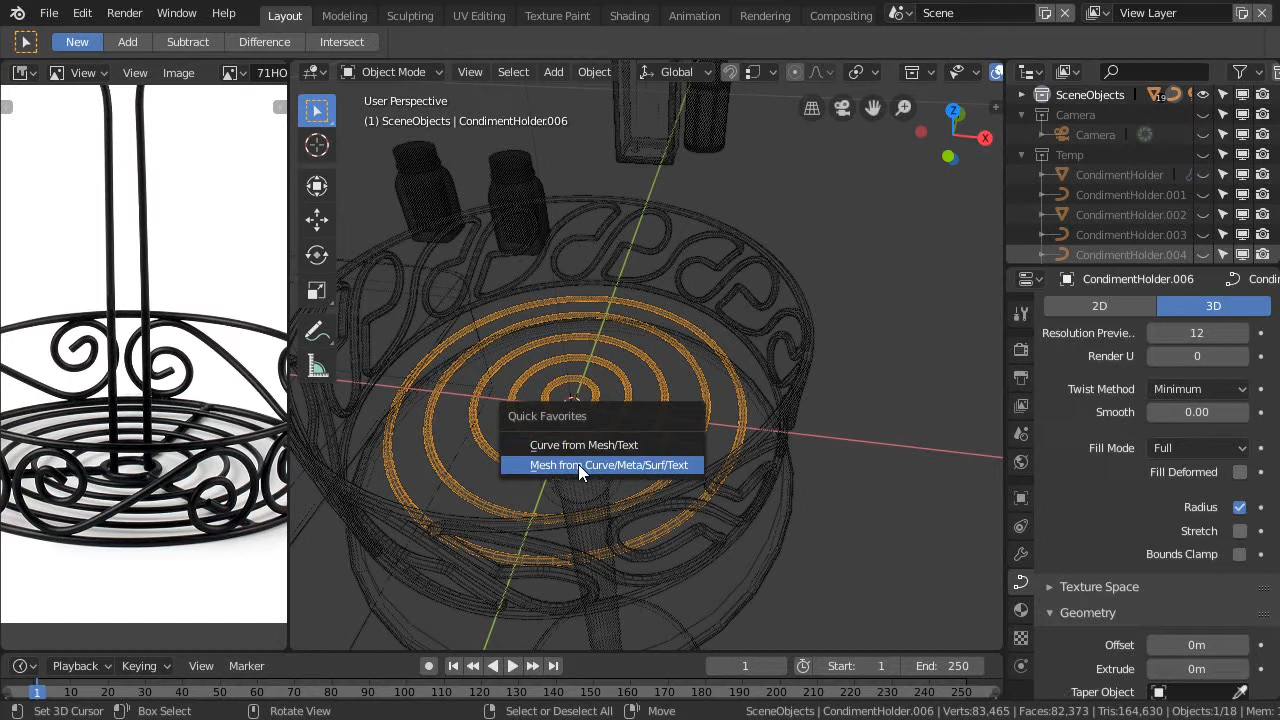 File Edit Render Window Help Layout Modeling Sculpting UV Editing Texture Paint Shading Animation Rendering Compositing Scene View Layer
New Add Subtract Difference Intersect
View View Image 71HO Object Mode View Select Add Object Global
User Perspective
(1) SceneObjects | CondimentHolder.006
SceneObjects
Camera
Camera
Temp
CondimentHolder
CondimentHolder.001
CondimentHolder.002
CondimentHolder.003
CondimentHolder.004
Z
X
CondimentHolder.006
2D 3D
Resolution Previe.. 12
Render U 0
Twist Method Minimum
Smooth 0.00
Fill Mode Full
Fill Deformed
Radius
Stretch
Bounds Clamp
Texture Space
Geometry
Offset 0m
Extrude 0m
Taper Object
Quick Favorites
Curve from Mesh/Text
Mesh from Curve/Meta/Surf/Text
Playback Keying View Marker 1 Start: 1 End: 250
1 10 20 30 40 50 60 70 80 90 100 110 120 130 140 150 160 170 180 190 200 210 220 230 240 250
Set 3D Cursor Box Select Rotate View Select or Deselect All Move SceneObjects | CondimentHolder.006 | Verts:83,465 | Faces:82,373 | Tris:164,630 | Objects:1/18 |